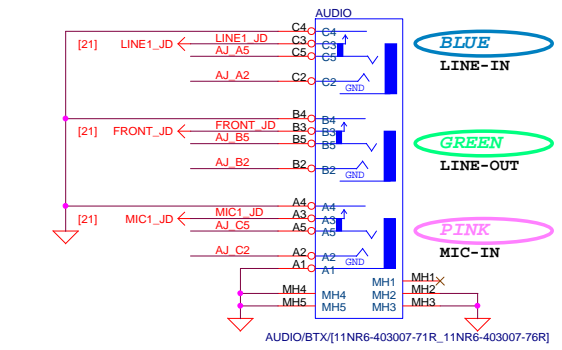 AUDIO
C4 C4
[21] LINE1_JD LINE1_JD C3 C3 BLUE
AJ_A5 C5 C5
LINE-IN
AJ_A2 C2 C2
GND
B4 B4
[21] FRONT_JD FRONT_JD B3 B3
AJ_B5 B5 B5 GREEN
AJ_B2 B2 B2 LINE-OUT
GND
A4 A4
[21] MIC1_JD MIC1_JD A3 A3
AJ_C5 A5 A5 PINK
AJ_C2 A2 A2 MIC-IN
GND
A1 A1
MH1 MH1
MH4 MH4 MH2 MH2
MH5 MH5 MH3 MH3
AUDIO/BTX/[11NR6-403007-71R_11NR6-403007-76R]